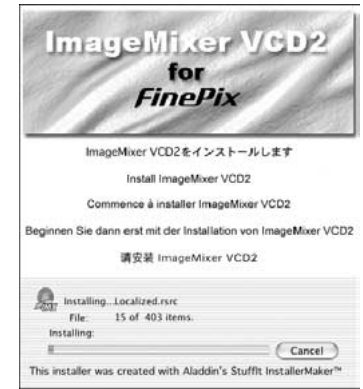 ImageMixer VCD2
for
FinePix
ImageMixer VCD2をインストールします
Install ImageMixer VCD2
Commence à installer ImageMixer VCD2
Beginnen Sie dann erst mit der Installation von ImageMixer VCD2
请安装 ImageMixer VCD2
Installing...Localized.rsrc
File: 15 of 403 items.
Installing:
Cancel
This installer was created with Aladdin's StuffIt InstallerMaker™